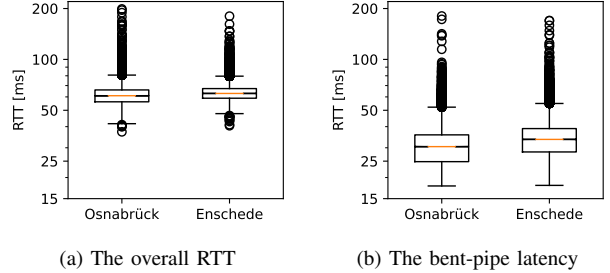 200
100
50
25
15
RTT [ms]
Osnabrück Enschede
(a) The overall RTT
200
100
50
25
15
RTT [ms]
Osnabrück Enschede
(b) The bent-pipe latency